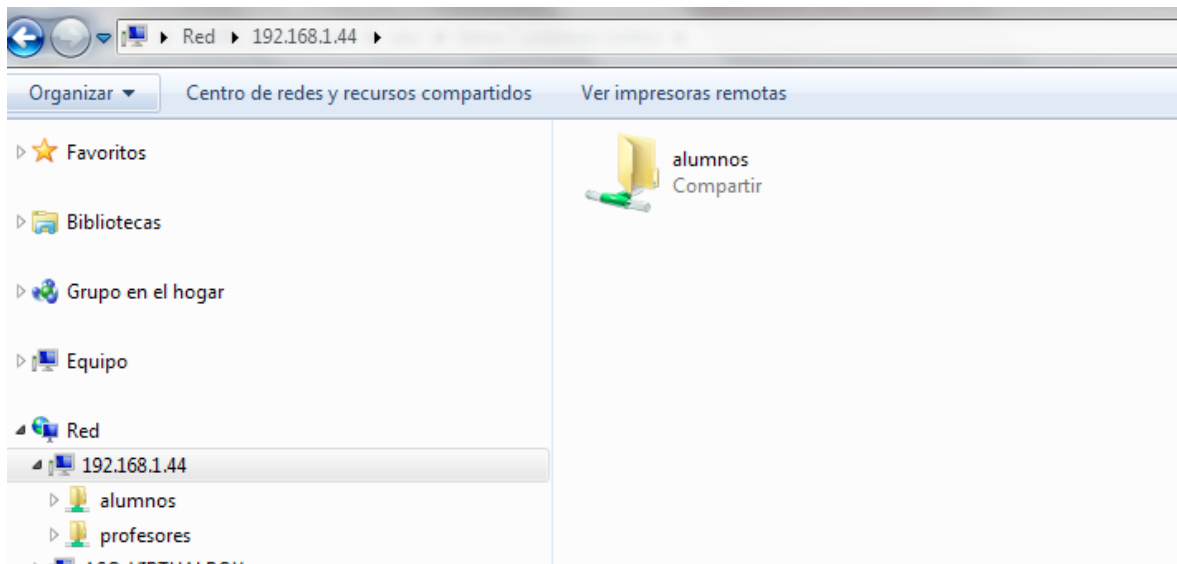 Red 192.168.1.44
Organizar Centro de redes y recursos compartidos Ver impresoras remotas
Favoritos
Bibliotecas
Grupo en el hogar
Equipo
Red
192.168.1.44
alumnos
profesores
alumnos
Compartir